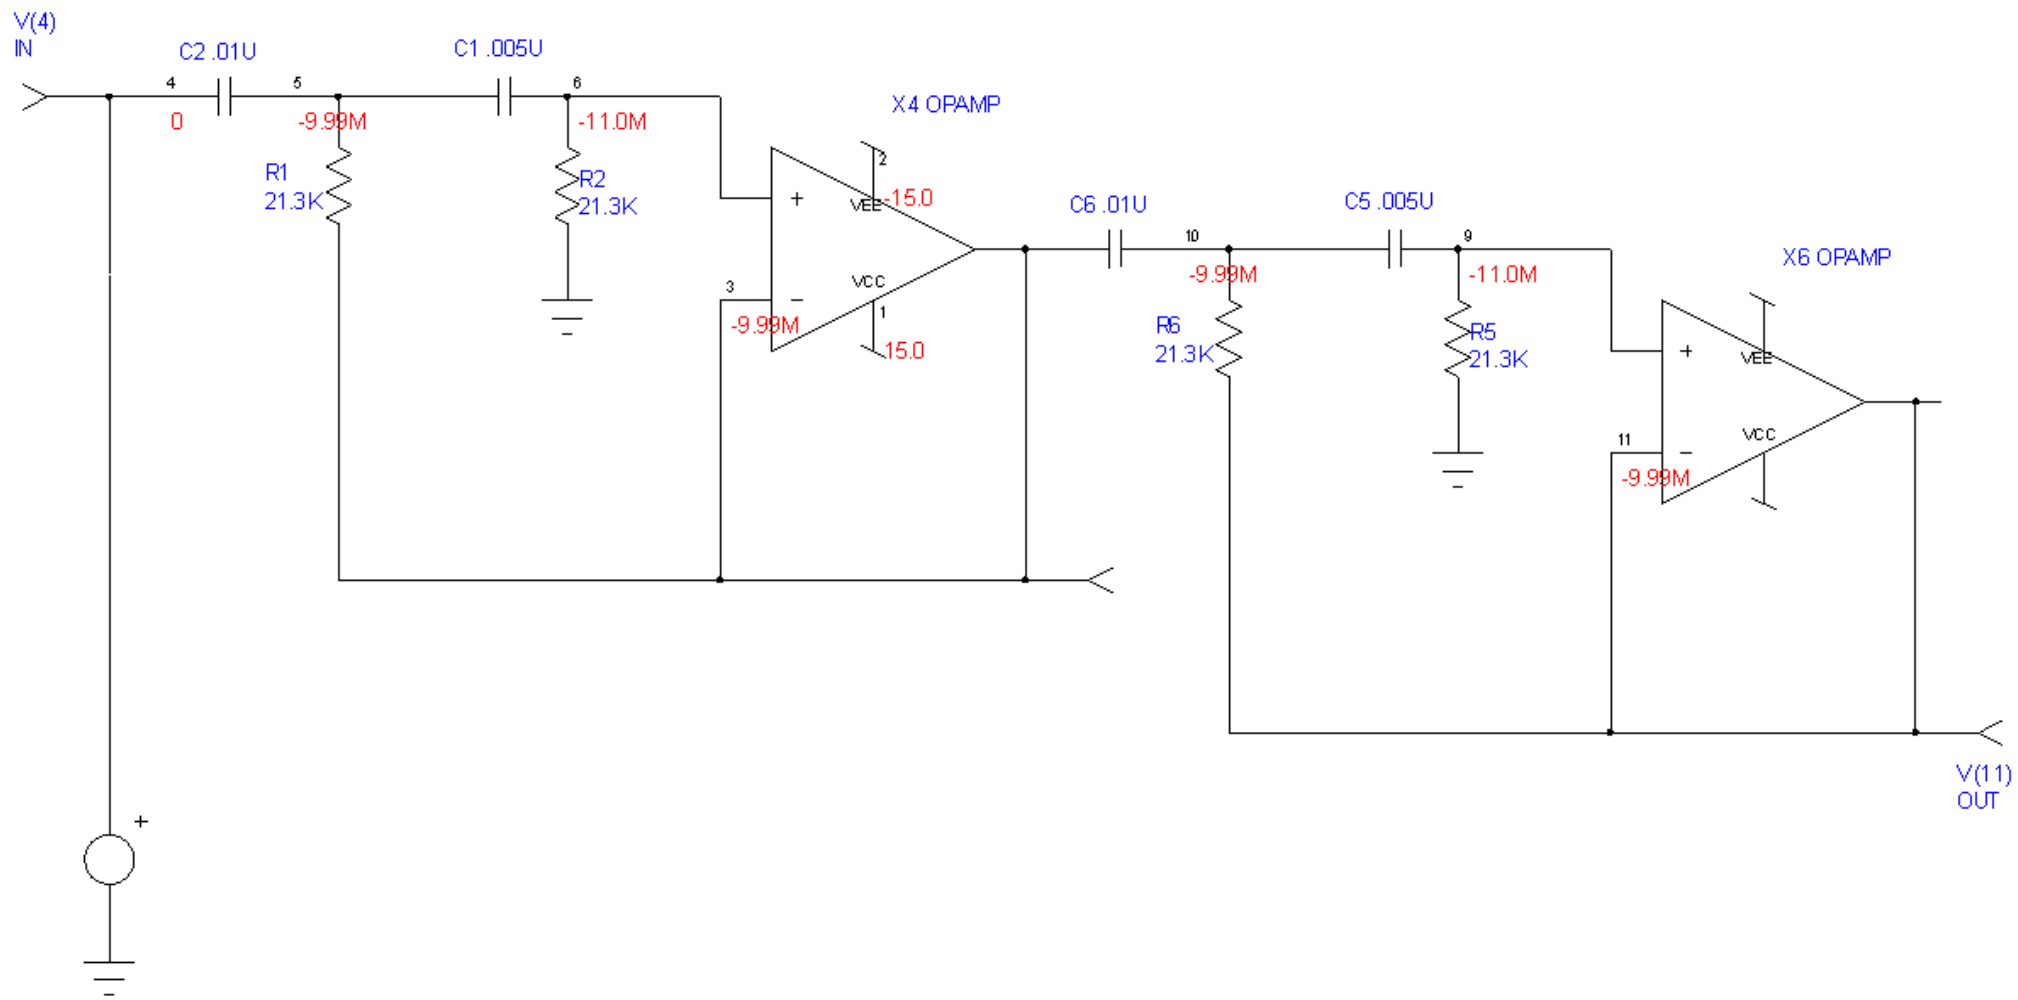 V(4)
IN
C2 .01U
C1 .005U
4
5
6
0
-9.99M
-11.0M
X4 OPAMP
R1
21.3K
R2
21.3K
+
2
VEE
-15.0
3
-9.99M
−
VCC
1
15.0
C6 .01U
C5 .005U
10
9
-9.99M
-11.0M
X6 OPAMP
R6
21.3K
R5
21.3K
+
VEE
11
-9.99M
−
VCC
V(11)
OUT
+